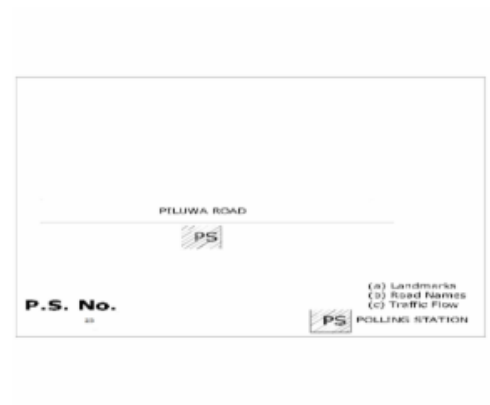 PILUWA ROAD
PS
(a) Landmarks
(b) Road Names
(c) Traffic Flow
P.S. No.
PS POLLING STATION